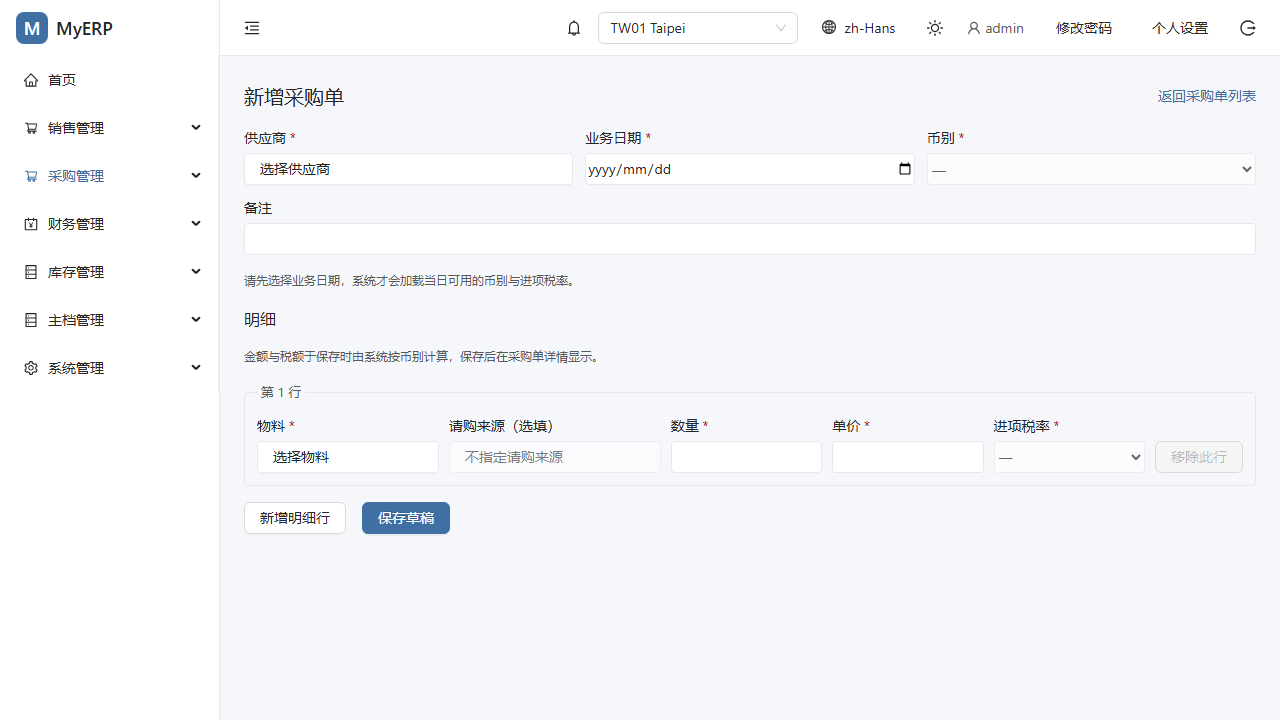 M MyERP
TW01 Taipei
zh-Hans
admin
修改密码
个人设置
首页
销售管理
采购管理
财务管理
库存管理
主档管理
系统管理
新增采购单
返回采购单列表
供应商 *
业务日期 *
币别 *
选择供应商
yyyy/mm/dd
—
备注
请先选择业务日期，系统才会加载当日可用的币别与进项税率。
明细
金额与税额于保存时由系统按币别计算，保存后在采购单详情显示。
第 1 行
物料 *
请购来源（选填）
数量 *
单价 *
进项税率 *
选择物料
不指定请购来源
—
移除此行
新增明细行
保存草稿